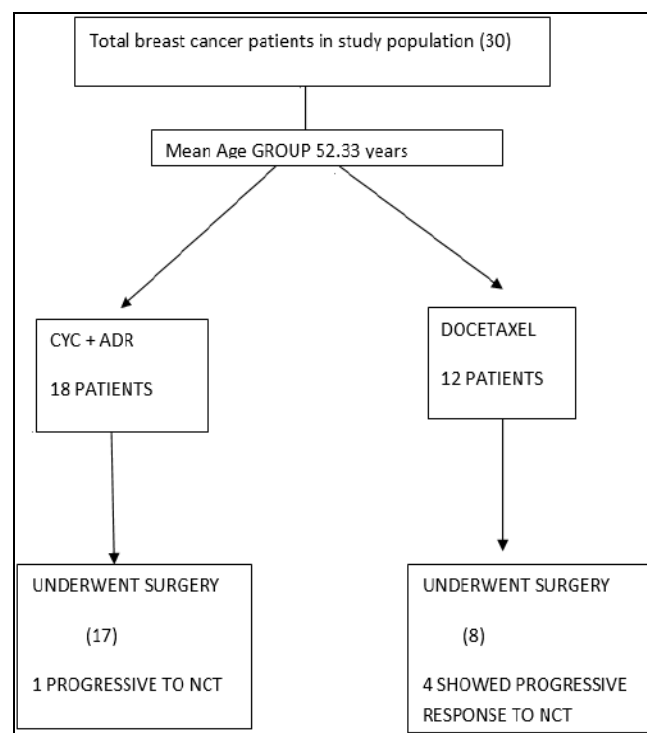 Total breast cancer patients in study population (30)
Mean Age GROUP 52.33 years
CYC + ADR
18 PATIENTS
DOCETAXEL
12 PATIENTS
UNDERWENT SURGERY
(17)
1 PROGRESSIVE TO NCT
UNDERWENT SURGERY
(8)
4 SHOWED PROGRESSIVE
RESPONSE TO NCT